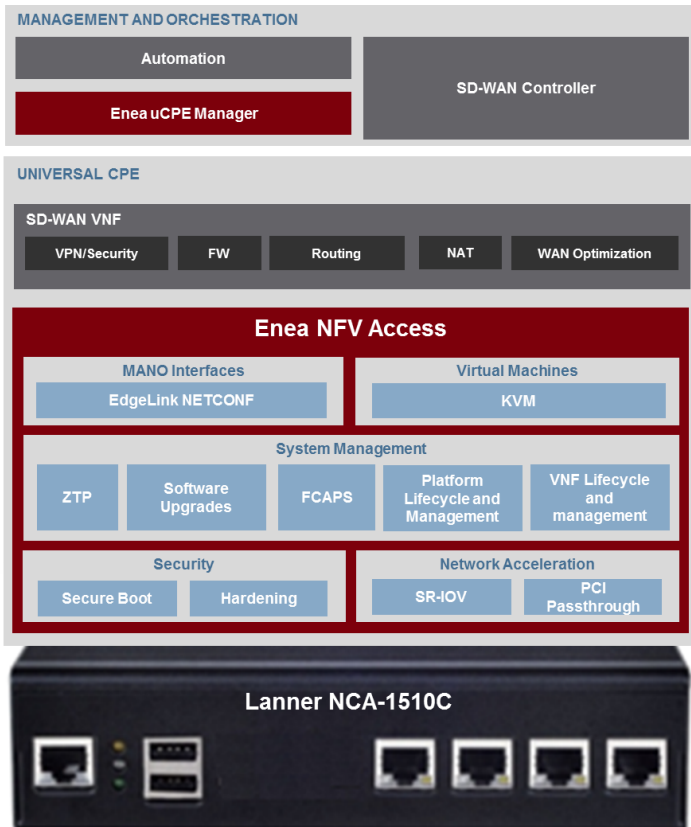 MANAGEMENT AND ORCHESTRATION
Automation
Enea uCPE Manager
SD-WAN Controller
UNIVERSAL CPE
SD-WAN VNF
VPN/Security
FW
Routing
NAT
WAN Optimization
Enea NFV Access
MANO Interfaces
EdgeLink NETCONF
Virtual Machines
KVM
System Management
ZTP
Software
Upgrades
FCAPS
Platform
Lifecycle and
Management
VNF Lifecycle
and
management
Security
Secure Boot
Hardening
Network Acceleration
SR-IOV
PCI
Passthrough
Lanner NCA-1510C